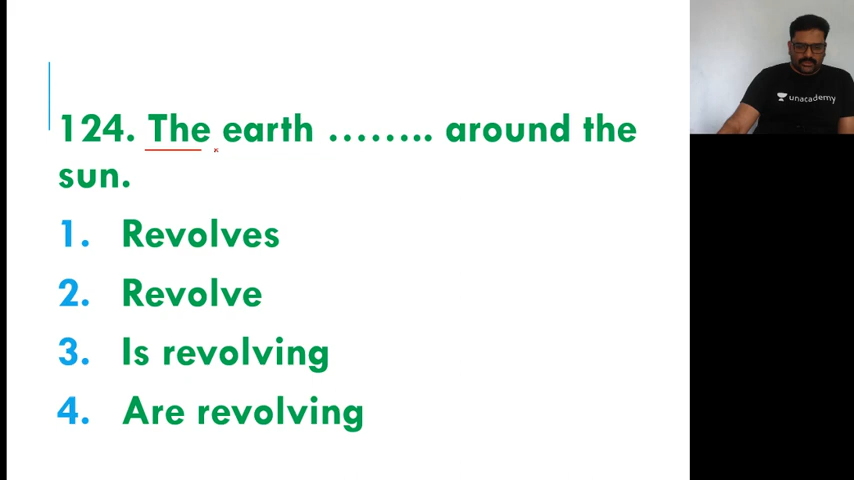 124. The earth …….. around the
sun.
1. Revolves
2. Revolve
3. Is revolving
4. Are revolving
unacademy